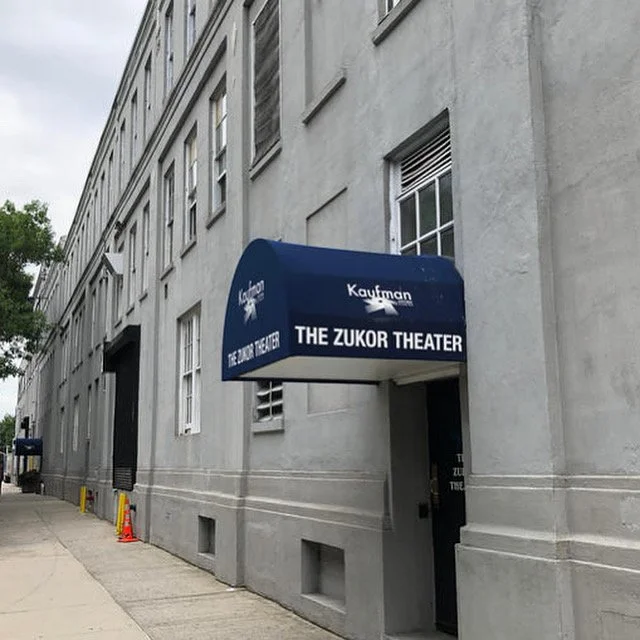 Kaufman
THE ZUKOR THEATER
Kaufman
THE ZUKOR THEATER